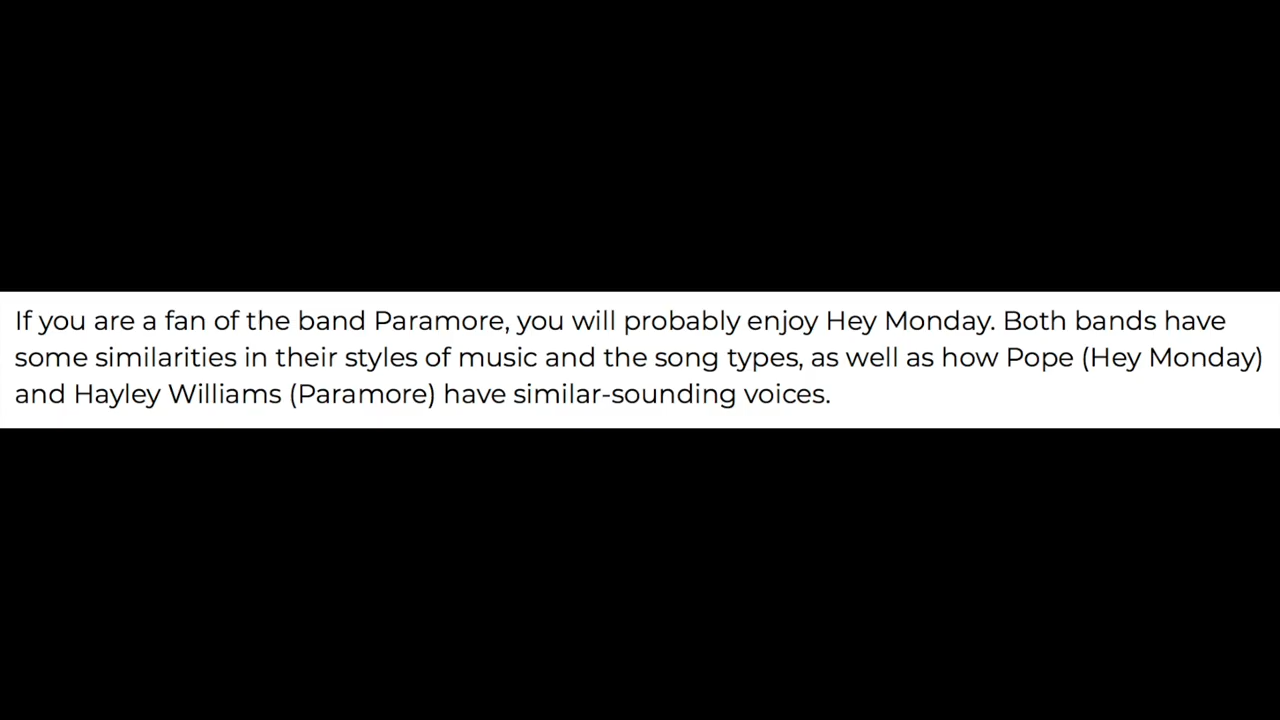 If you are a fan of the band Paramore, you will probably enjoy Hey Monday. Both bands have
some similarities in their styles of music and the song types, as well as how Pope (Hey Monday)
and Hayley Williams (Paramore) have similar-sounding voices.